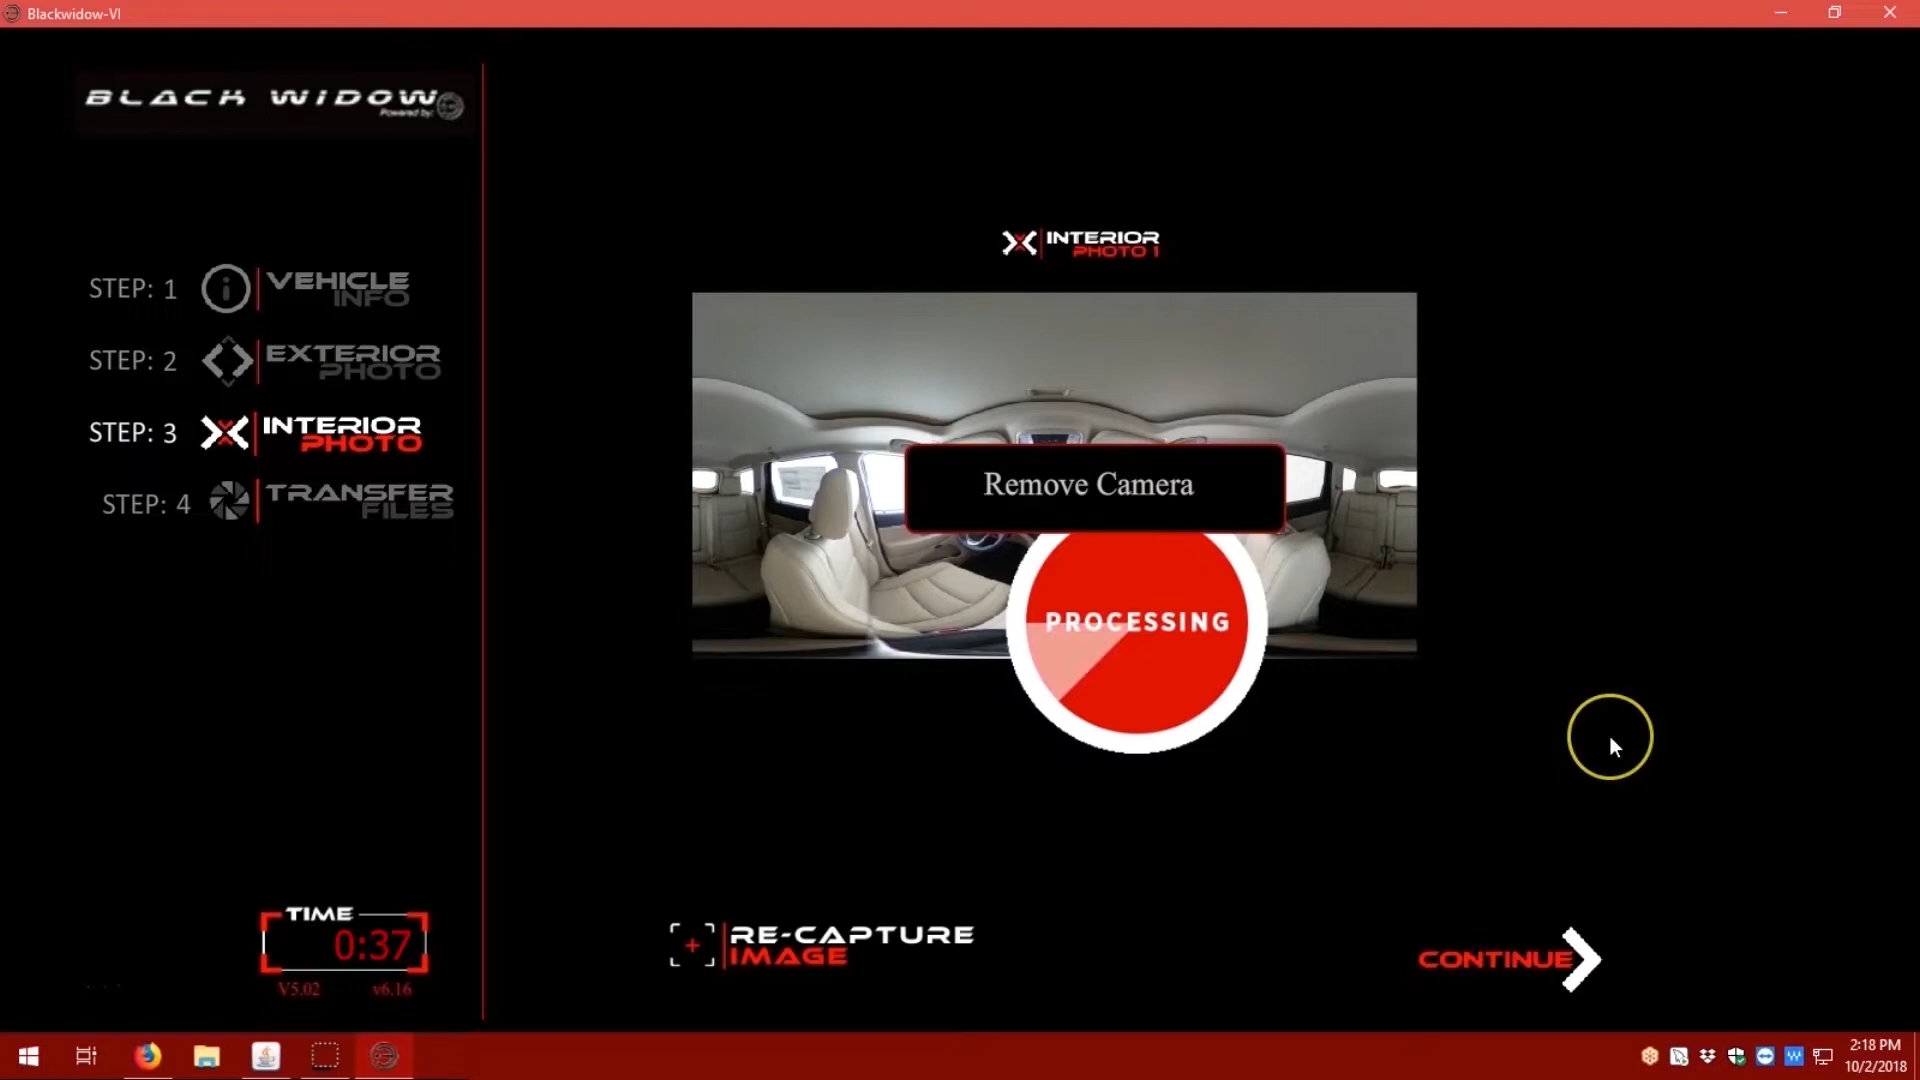 Blackwidow-VI
BLACK WIDOW
Powered by:
STEP: 1
VEHICLE
INFO
STEP: 2
EXTERIOR
PHOTO
STEP: 3
INTERIOR
PHOTO
STEP: 4
TRANSFER
FILES
TIME
0:37
V5.02 v6.16
INTERIOR
PHOTO 1
Remove Camera
PROCESSING
RE-CAPTURE
IMAGE
CONTINUE
2:18 PM
10/2/2018